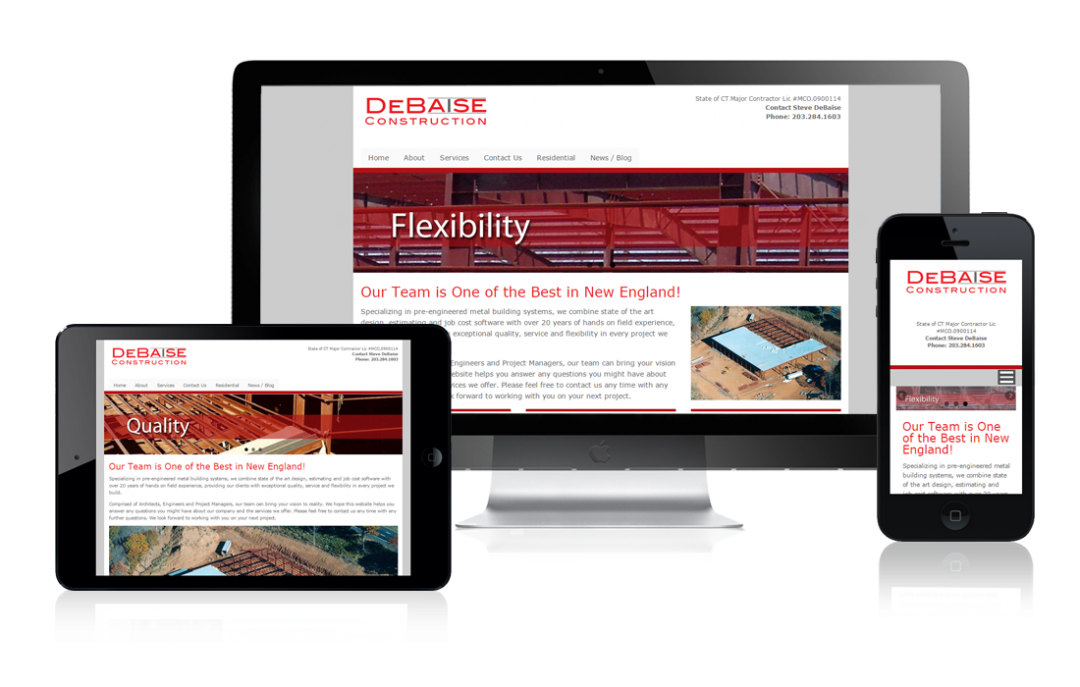 DEBAISE
CONSTRUCTION
State of CT Major Contractor Lic #MCO.0900114
Contact Steve DeBaise
Phone: 203.284.1603
Home About Services Contact Us Residential News / Blog
Flexibility
Our Team is One of the Best in New England!
Specializing in pre-engineered metal building systems, we combine state of the art
design, estimating and job cost software with over 20 years of hands on field experience,
exceptional quality, service and flexibility in every project we
Engineers and Project Managers, our team can bring your vision
website helps you answer any questions you might have about
services we offer. Please feel free to contact us any time with any
forward to working with you on your next project.
DEBAISE
CONSTRUCTION
State of CT Major Contractor Lic #MCO.0900114
Contact Steve DeBaise
Phone: 203.284.1603
Home About Services Contact Us Residential News / Blog
Quality
Our Team is One of the Best in New England!
Specializing in pre-engineered metal building systems, we combine state of the art design, estimating and job cost software with
over 20 years of hands on field experience, providing our clients with exceptional quality, service and flexibility in every project we
build.
Comprised of Architects, Engineers and Project Managers, our team can bring your vision to reality. We hope this website helps you
answer any questions you might have about our company and the services we offer. Please feel free to contact us any time with any
further questions. We look forward to working with you on your next project.
DEBAISE
CONSTRUCTION
State of CT Major Contractor Lic
#MCO.0900114
Contact Steve DeBaise
Phone: 203.284.1603
Flexibility
Our Team is One
of the Best in New
England!
Specializing in pre-engineered metal
building systems, we combine state
of the art design, estimating and